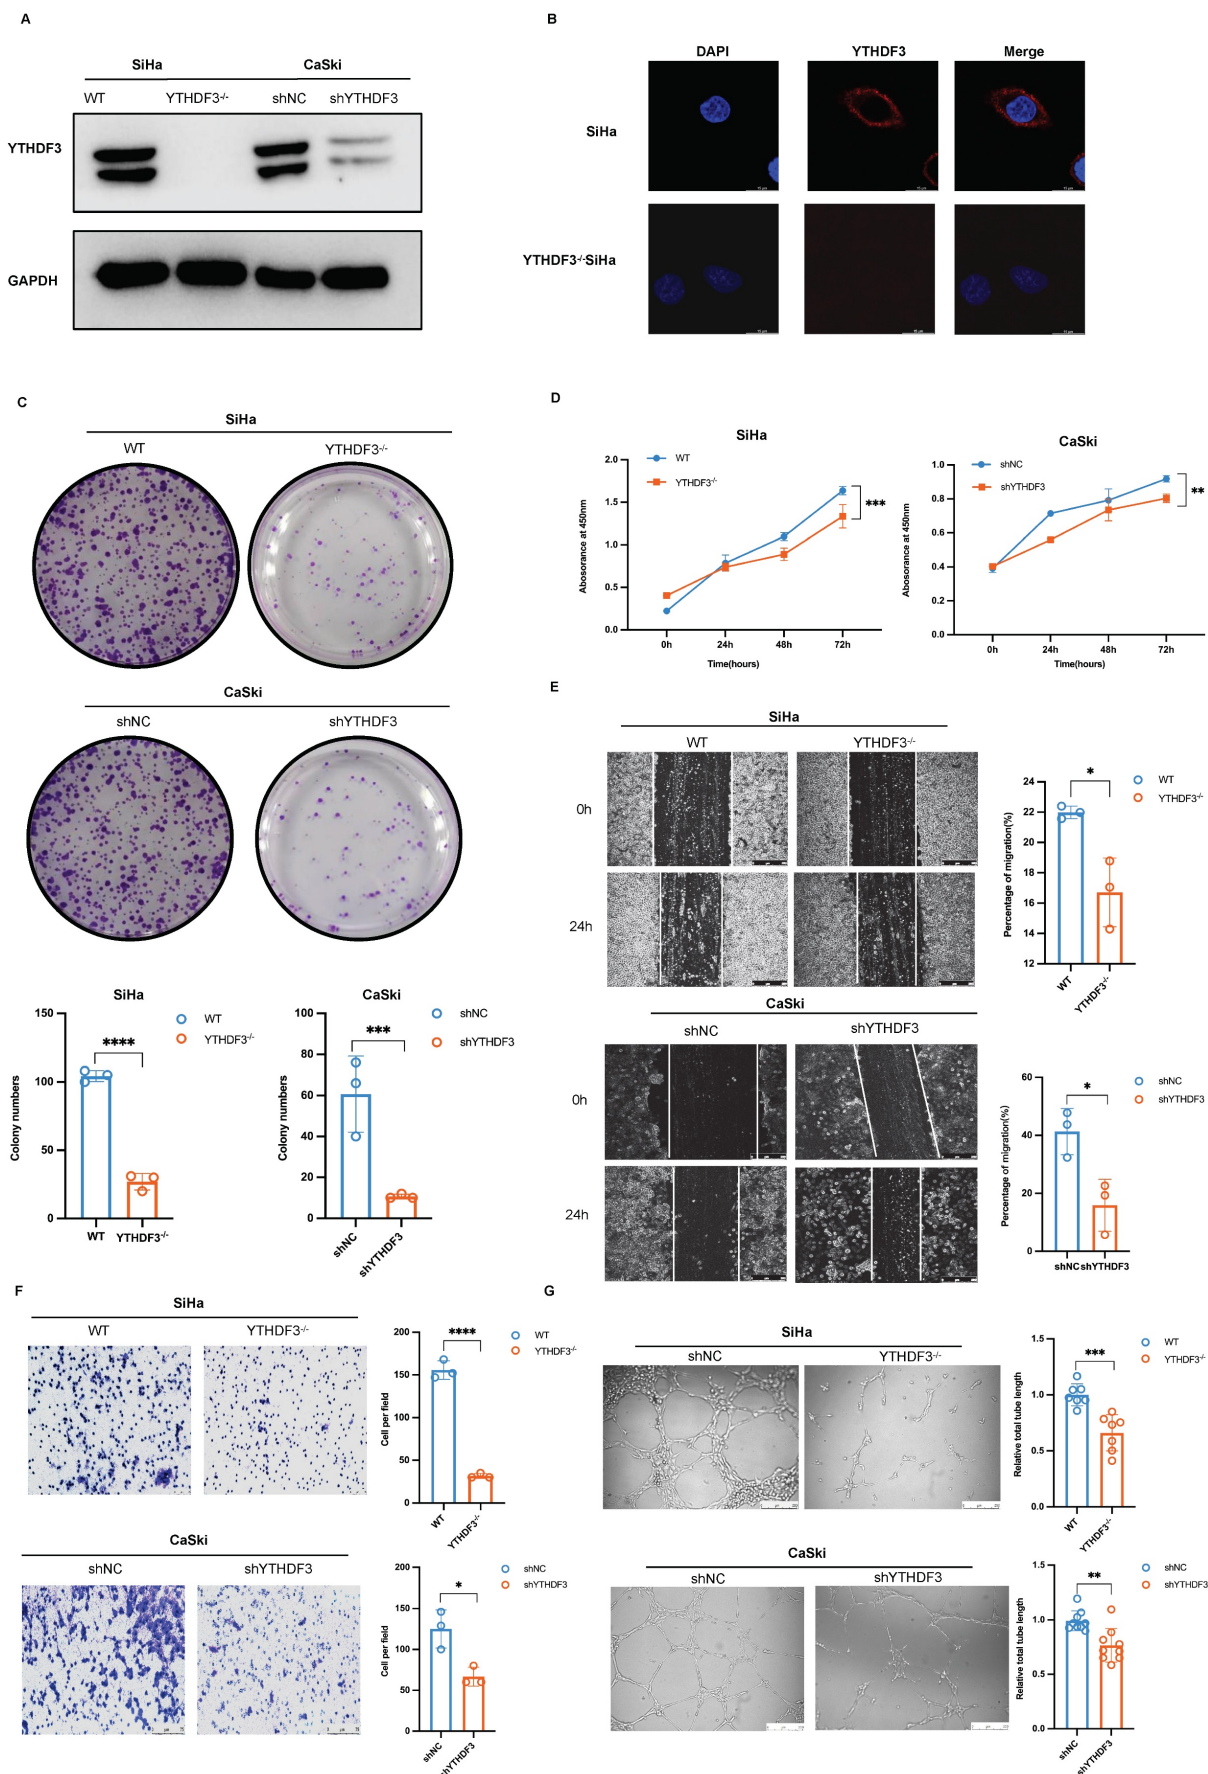 A
SiHa CaSki
WT YTHDF3-/- shNC shYTHDF3
YTHDF3
GAPDH
B
DAPI YTHDF3 Merge
SiHa
YTHDF3-/-SiHa
C
SiHa
WT YTHDF3-/-
CaSki
shNC shYTHDF3
SiHa
150
100
50
0
Colony numbers
WT YTHDF3-/-
****
WT
YTHDF3-/-
CaSki
100
80
60
40
20
0
Colony numbers
shNC shYTHDF3
***
shNC
shYTHDF3
D
SiHa
WT
YTHDF3-/-
2.0
1.5
1.0
0.5
0.0
Abosorance at 450nm
***
0h 24h 48h 72h
Time(hours)
CaSki
shNC
shYTHDF3
1.0
0.8
0.6
0.4
0.2
0.0
Abosorance at 450nm
**
0h 24h 48h 72h
Time(hours)
E
SiHa
WT YTHDF3-/-
0h
24h
24
22
20
18
16
14
12
Percentage of migration(%)
*
WT
YTHDF3-/-
WT YTHDF3-/-
CaSki
shNC shYTHDF3
0h
24h
60
40
20
0
Percentage of migration(%)
*
shNC
shYTHDF3
shNC shYTHDF3
F
SiHa
WT YTHDF3-/-
200
150
100
50
0
Cell per field
****
WT
YTHDF3-/-
WT YTHDF3-/-
CaSki
shNC shYTHDF3
200
150
100
50
0
Cell per field
*
shNC
shYTHDF3
shNC shYTHDF3
G
SiHa
shNC YTHDF3-/-
1.5
1.0
0.5
0.0
Relative total tube length
***
WT
YTHDF3-/-
WT YTHDF3-/-
CaSki
shNC shYTHDF3
1.5
1.0
0.5
0.0
Relative total tube length
**
shNC
shYTHDF3
shNC shYTHDF3